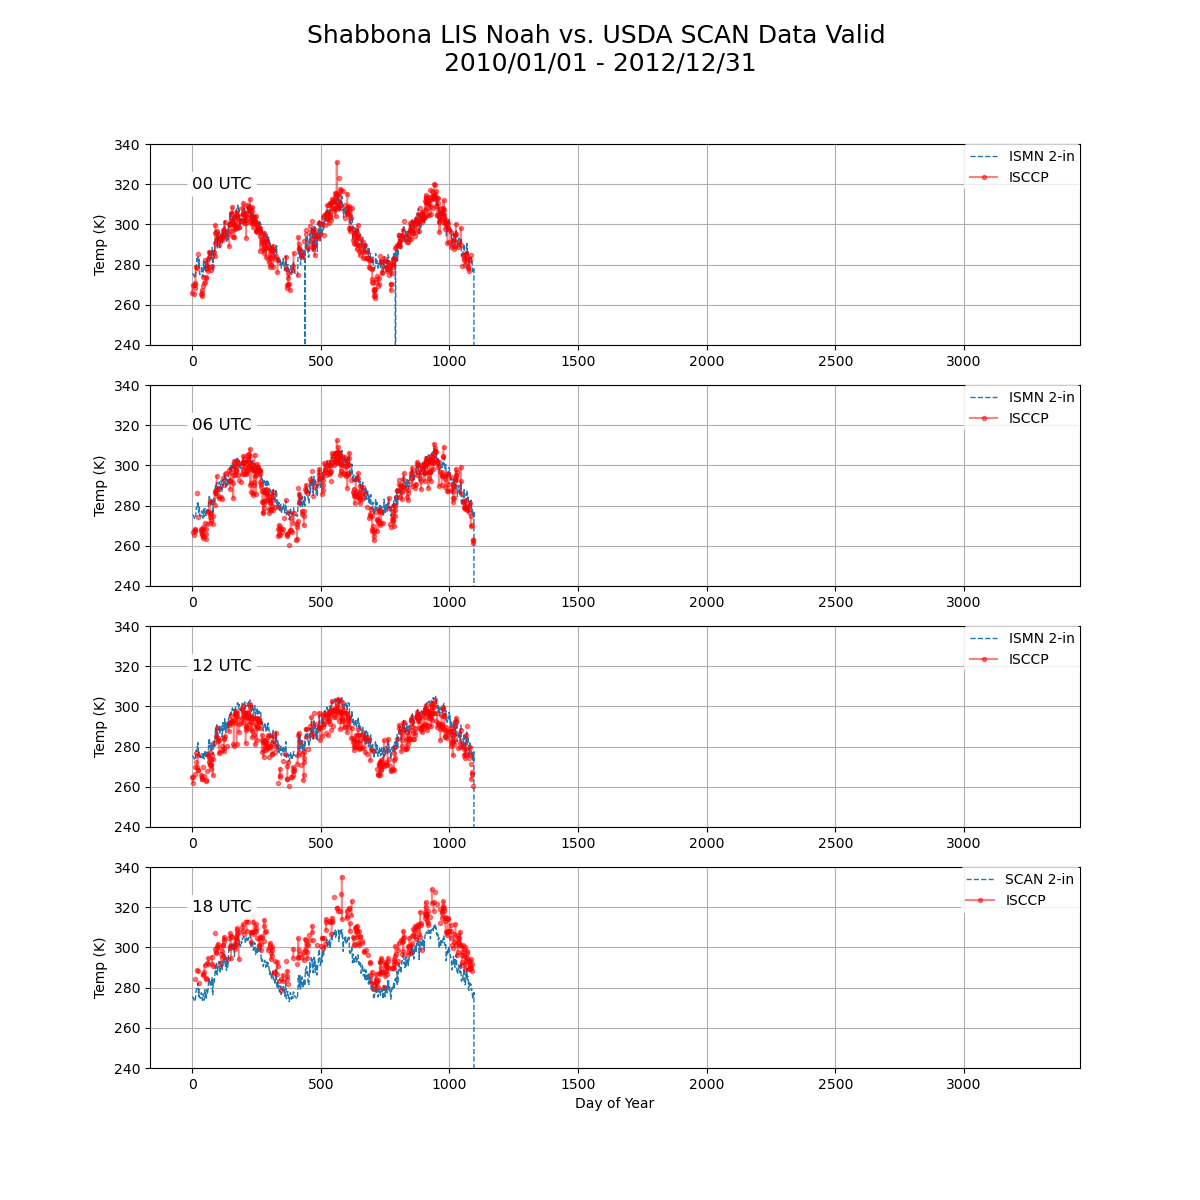 Shabbona LIS Noah vs. USDA SCAN Data Valid
2010/01/01 - 2012/12/31
340
320
300
280
260
240
Temp (K)
00 UTC
ISMN 2-in
ISCCP
0 500 1000 1500 2000 2500 3000
340
320
300
280
260
240
Temp (K)
06 UTC
ISMN 2-in
ISCCP
0 500 1000 1500 2000 2500 3000
340
320
300
280
260
240
Temp (K)
12 UTC
ISMN 2-in
ISCCP
0 500 1000 1500 2000 2500 3000
340
320
300
280
260
240
Temp (K)
18 UTC
SCAN 2-in
ISCCP
0 500 1000 1500 2000 2500 3000
Day of Year